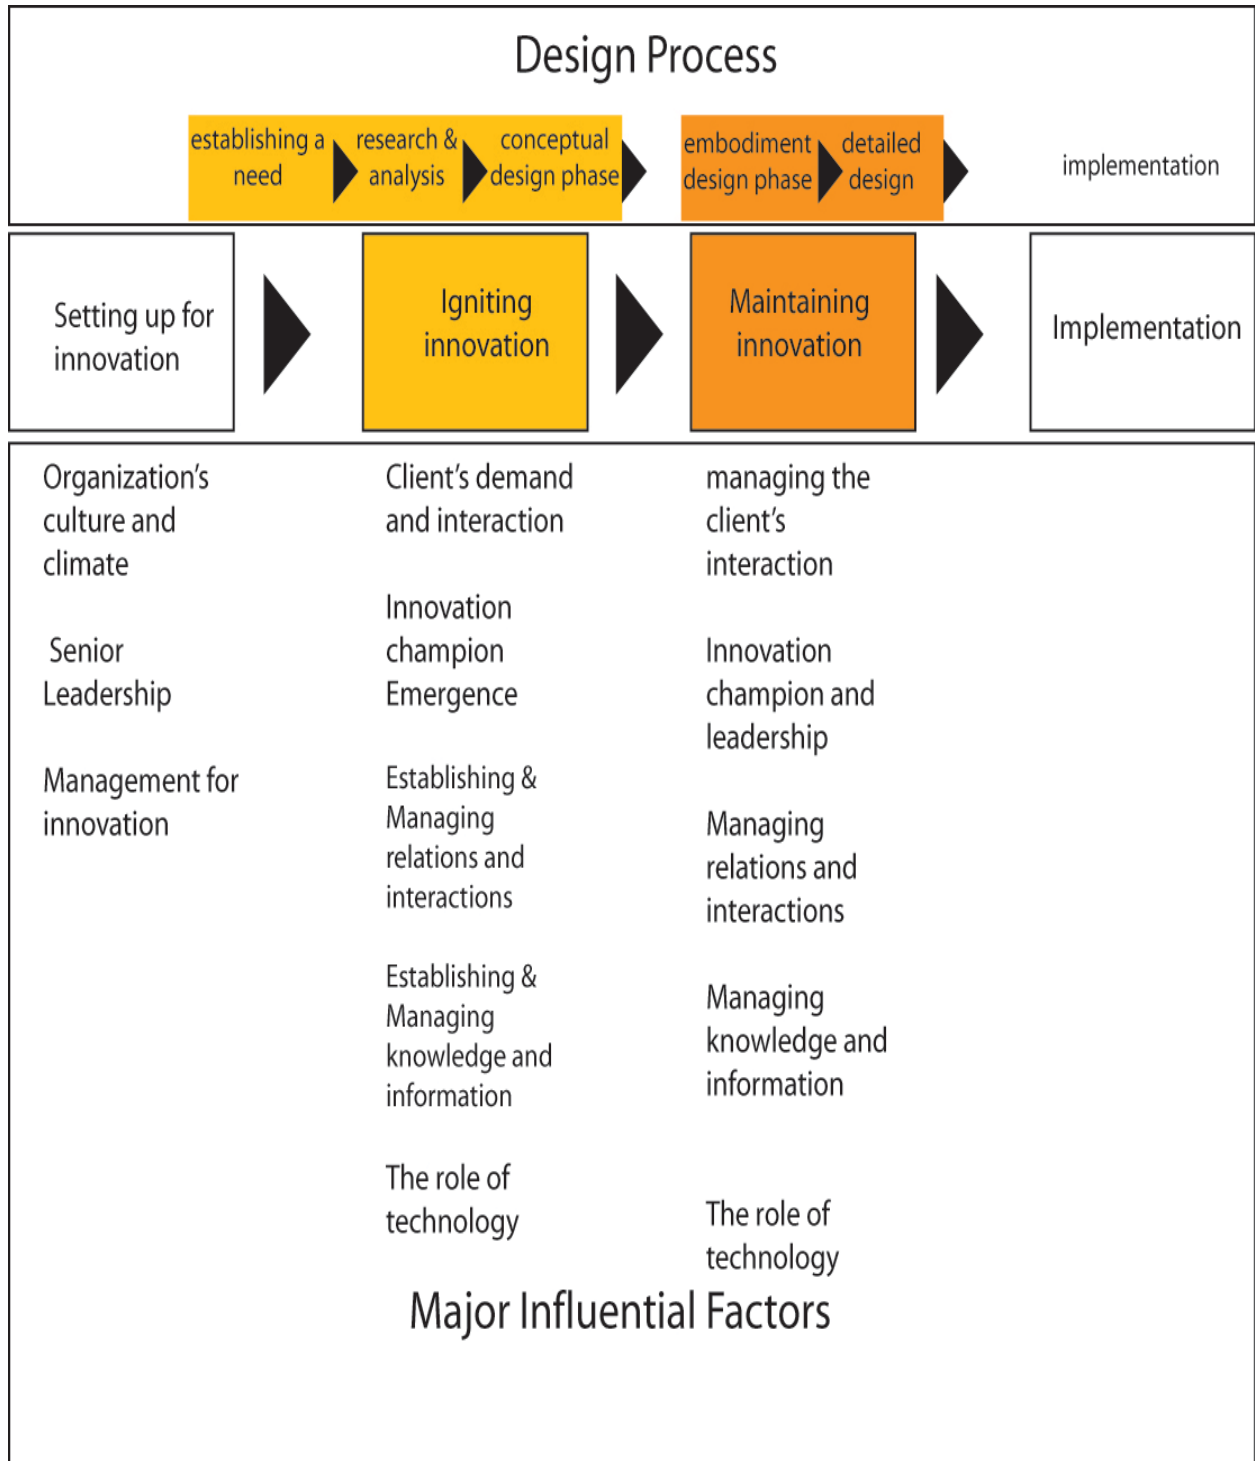 Design Process
establishing a
need
research &
analysis
conceptual
design phase
embodiment
design phase
detailed
design
implementation
Setting up for
innovation
Igniting
innovation
Maintaining
innovation
Implementation
Organization's
culture and
climate
Senior
Leadership
Management for
innovation
Client's demand
and interaction
Innovation
champion
Emergence
Establishing &
Managing
relations and
interactions
Establishing &
Managing
knowledge and
information
The role of
technology
managing the
client's
interaction
Innovation
champion and
leadership
Managing
relations and
interactions
Managing
knowledge and
information
The role of
technology
Major Influential Factors